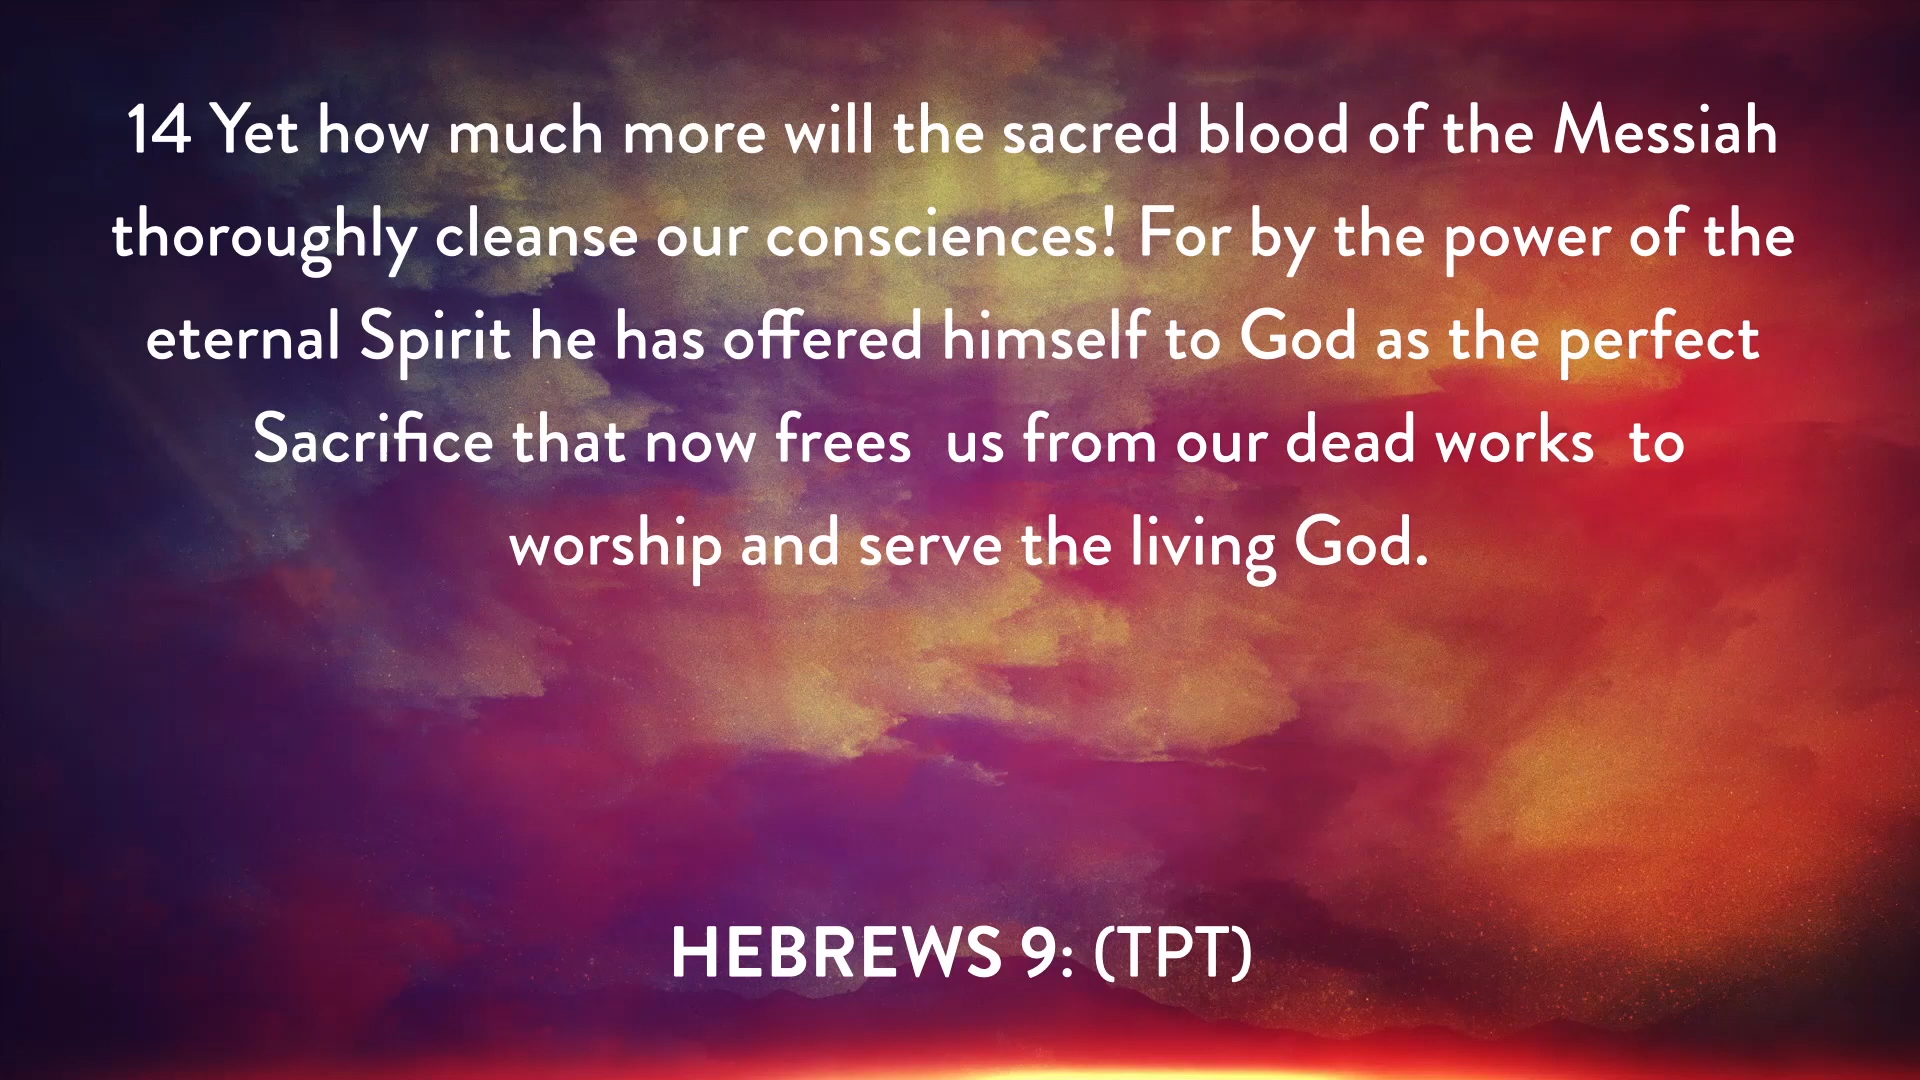 14 Yet how much more will the sacred blood of the Messiah
thoroughly cleanse our consciences! For by the power of the
eternal Spirit he has offered himself to God as the perfect
Sacrifice that now frees  us from our dead works  to
worship and serve the living God.
HEBREWS 9: (TPT)